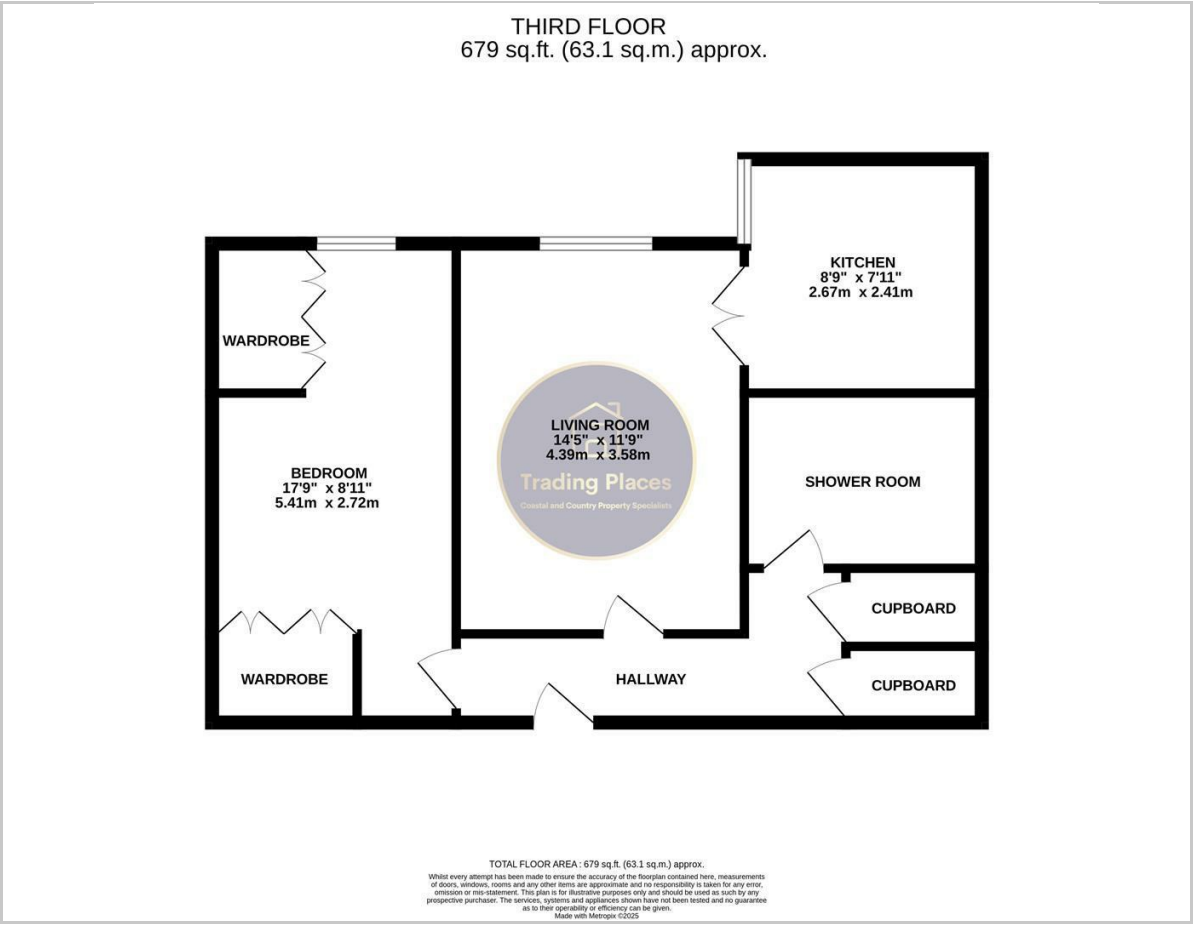 THIRD FLOOR
679 sq.ft. (63.1 sq.m.) approx.
KITCHEN
8'9" x 7'11"
2.67m x 2.41m
WARDROBE
LIVING ROOM
14'5" x 11'9"
4.39m x 3.58m
Trading Places
Coastal and Country Property Specialists
BEDROOM
17'9" x 8'11"
5.41m x 2.72m
SHOWER ROOM
CUPBOARD
WARDROBE
HALLWAY
CUPBOARD
TOTAL FLOOR AREA : 679 sq.ft. (63.1 sq.m.) approx.
Whilst every attempt has been made to ensure the accuracy of the floorplan contained here, measurements
of doors, windows, rooms and any other items are approximate and no responsibility is taken for any error,
omission or mis-statement. This plan is for illustrative purposes only and should be used as such by any
prospective purchaser. The services, systems and appliances shown have not been tested and no guarantee
as to their operability or efficiency can be given.
Made with Metropix ©2025